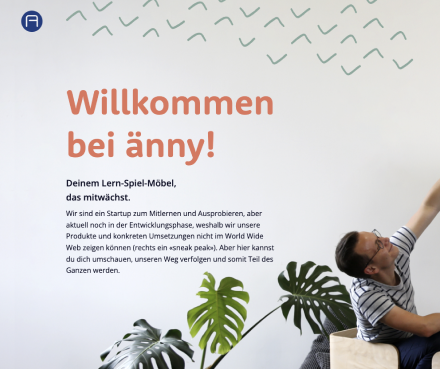 Willkommen
bei änny!
Deinem Lern-Spiel-Möbel,
das mitwächst.
Wir sind ein Startup zum Mitlernen und Ausprobieren, aber
aktuell noch in der Entwicklungsphase, weshalb wir unsere
Produkte und konkreten Umsetzungen nicht im World Wide
Web zeigen können (rechts ein «sneak peak»). Aber hier kannst
du dich umschauen, unseren Weg verfolgen und somit Teil des
Ganzen werden.